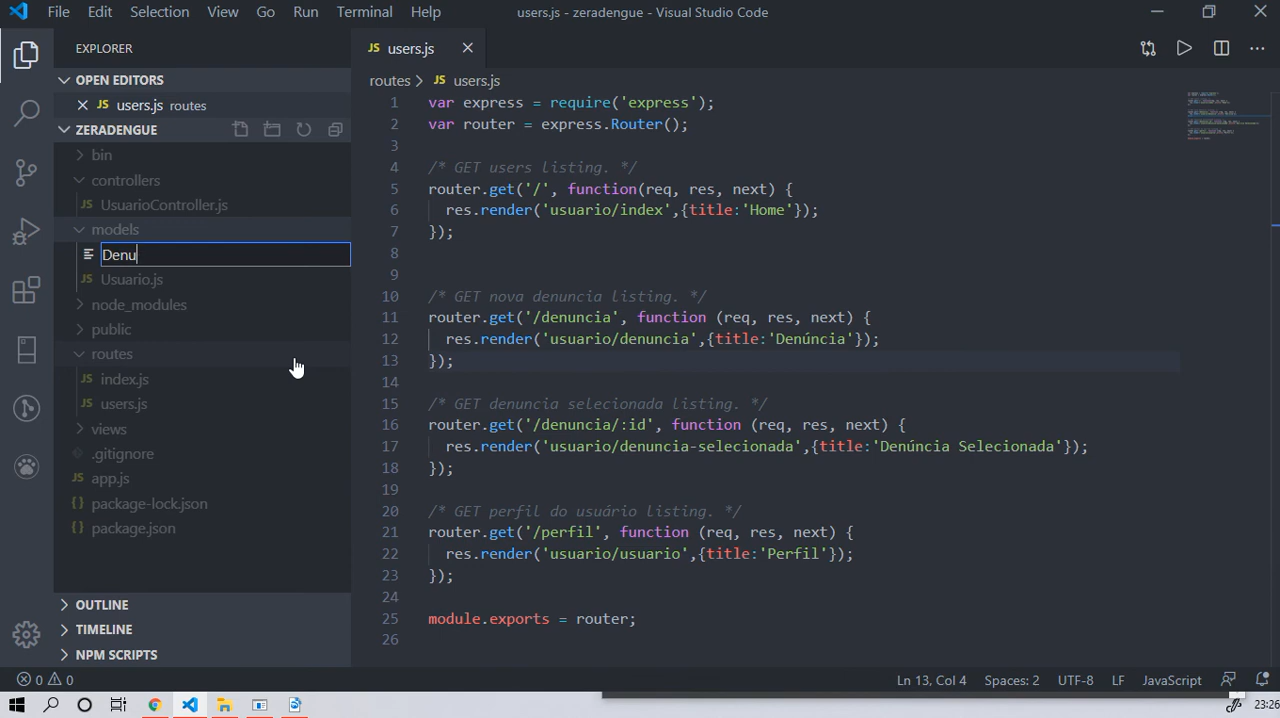 File Edit Selection View Go Run Terminal Help users.js - zeradengue - Visual Studio Code
EXPLORER
OPEN EDITORS
JS users.js routes
ZERADENGUE
bin
controllers
JS UsuarioController.js
models
Denu
JS Usuario.js
node_modules
public
routes
JS index.js
JS users.js
views
.gitignore
JS app.js
{} package-lock.json
{} package.json
OUTLINE
TIMELINE
NPM SCRIPTS
JS users.js
routes > JS users.js
1 var express = require('express');
2 var router = express.Router();
3
4 /* GET users listing. */
5 router.get('/', function(req, res, next) {
6 res.render('usuario/index',{title:'Home'});
7 });
8
9
10 /* GET nova denuncia listing. */
11 router.get('/denuncia', function (req, res, next) {
12 res.render('usuario/denuncia',{title:'Denúncia'});
13 });
14
15 /* GET denuncia selecionada listing. */
16 router.get('/denuncia/:id', function (req, res, next) {
17 res.render('usuario/denuncia-selecionada',{title:'Denúncia Selecionada'});
18 });
19
20 /* GET perfil do usuário listing. */
21 router.get('/perfil', function (req, res, next) {
22 res.render('usuario/usuario',{title:'Perfil'});
23 });
24
25 module.exports = router;
26
0 0 Ln 13, Col 4 Spaces: 2 UTF-8 LF JavaScript
23:26